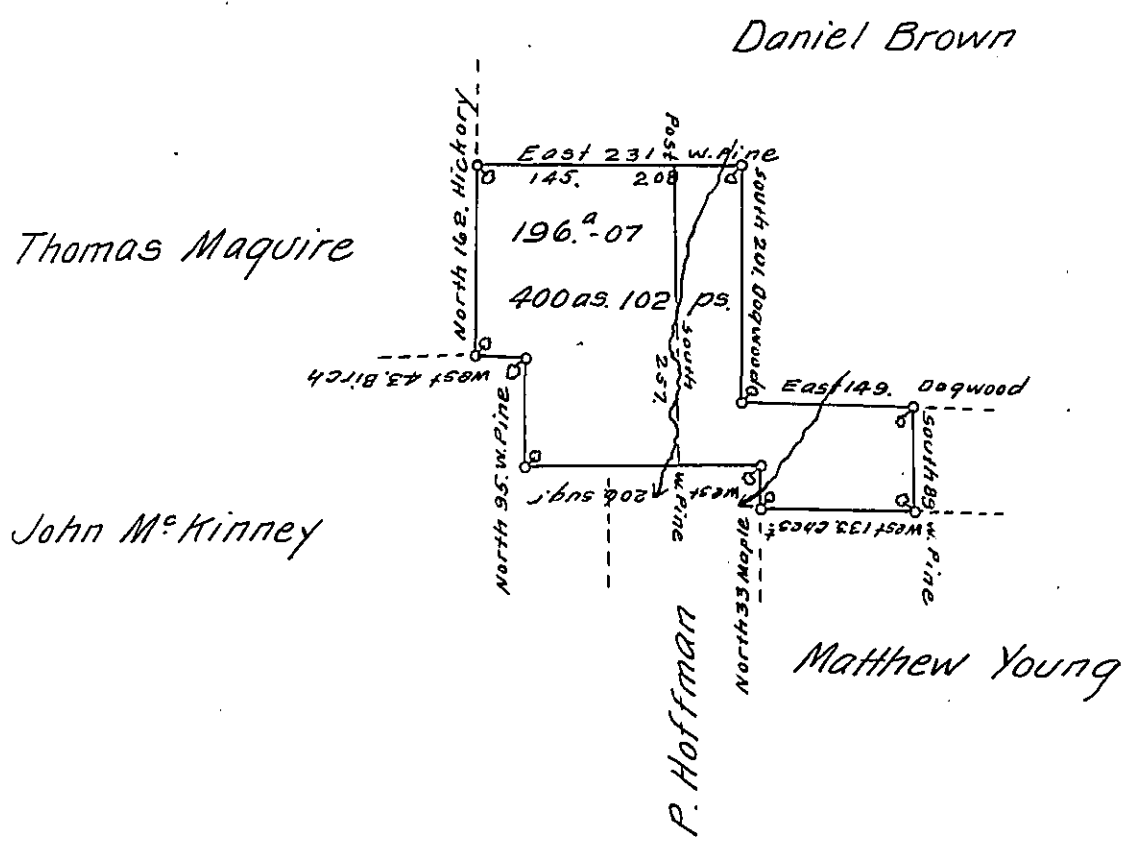 Daniel Brown
North 162. Hickory
Post
East 231 W. Pine
145. 208
South 201. Dogwood
196.ᵃ-07
Thomas Maquire
400 as. 102 ps.
South 257.
W. Pine
West 43. Birch
East 149. Dogwood
North 95. W. Pine
West 206 sugr
South 89 W. Pine
West 133. Chest
North 33 Maple
John McKinney
P. Hoffman
Matthew Young